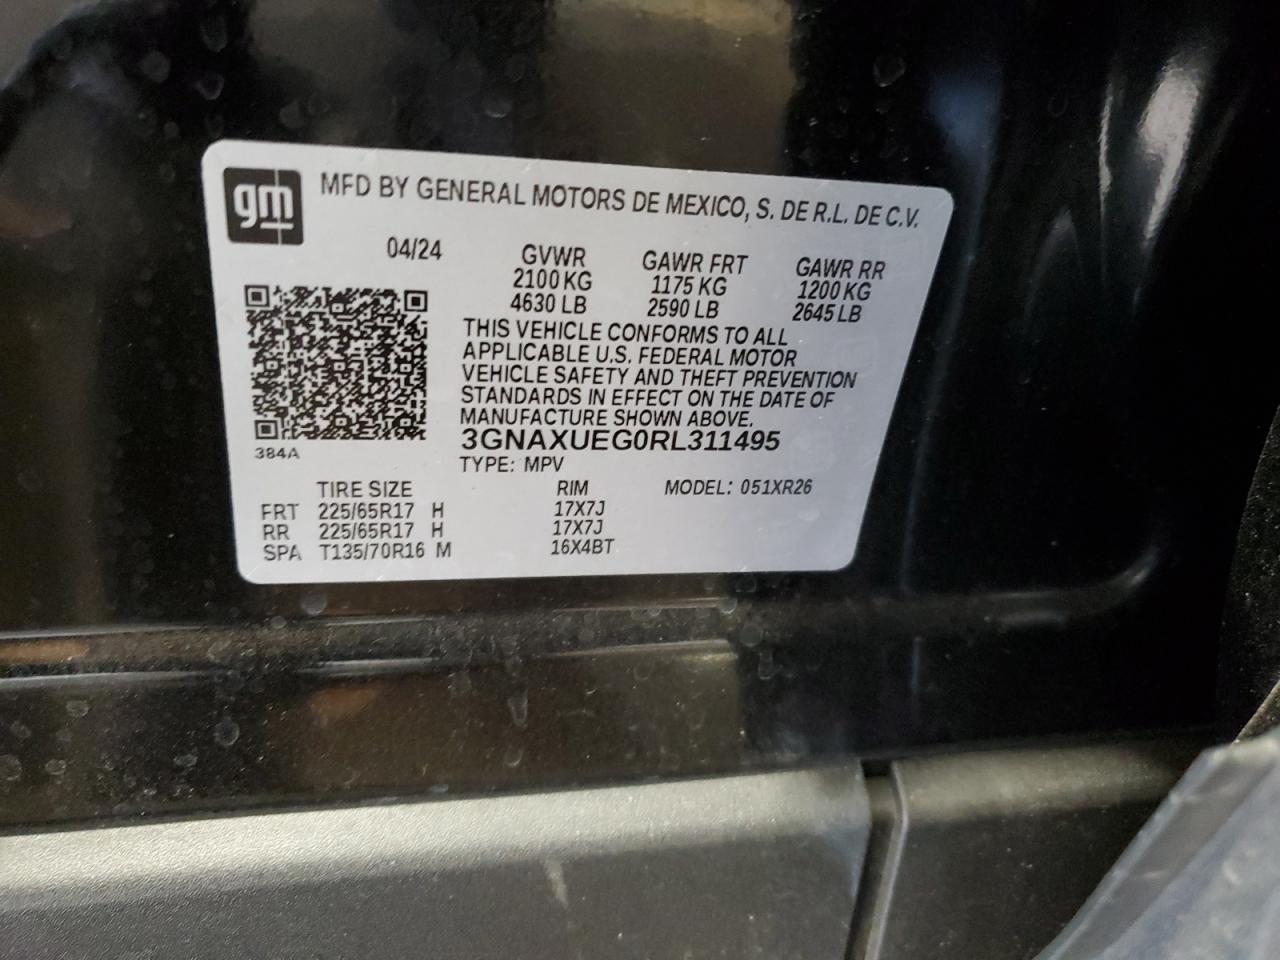 gm
MFD BY GENERAL MOTORS DE MEXICO, S. DE R.L. DE C.V.
04/24 GVWR GAWR FRT GAWR RR
2100 KG 1175 KG 1200 KG
4630 LB 2590 LB 2645 LB
THIS VEHICLE CONFORMS TO ALL
APPLICABLE U.S. FEDERAL MOTOR
VEHICLE SAFETY AND THEFT PREVENTION
STANDARDS IN EFFECT ON THE DATE OF
MANUFACTURE SHOWN ABOVE.
384A 3GNAXUEG0RL311495
TYPE: MPV
TIRE SIZE RIM MODEL: 051XR26
FRT 225/65R17 H 17X7J
RR 225/65R17 H 17X7J
SPA T135/70R16 M 16X4BT